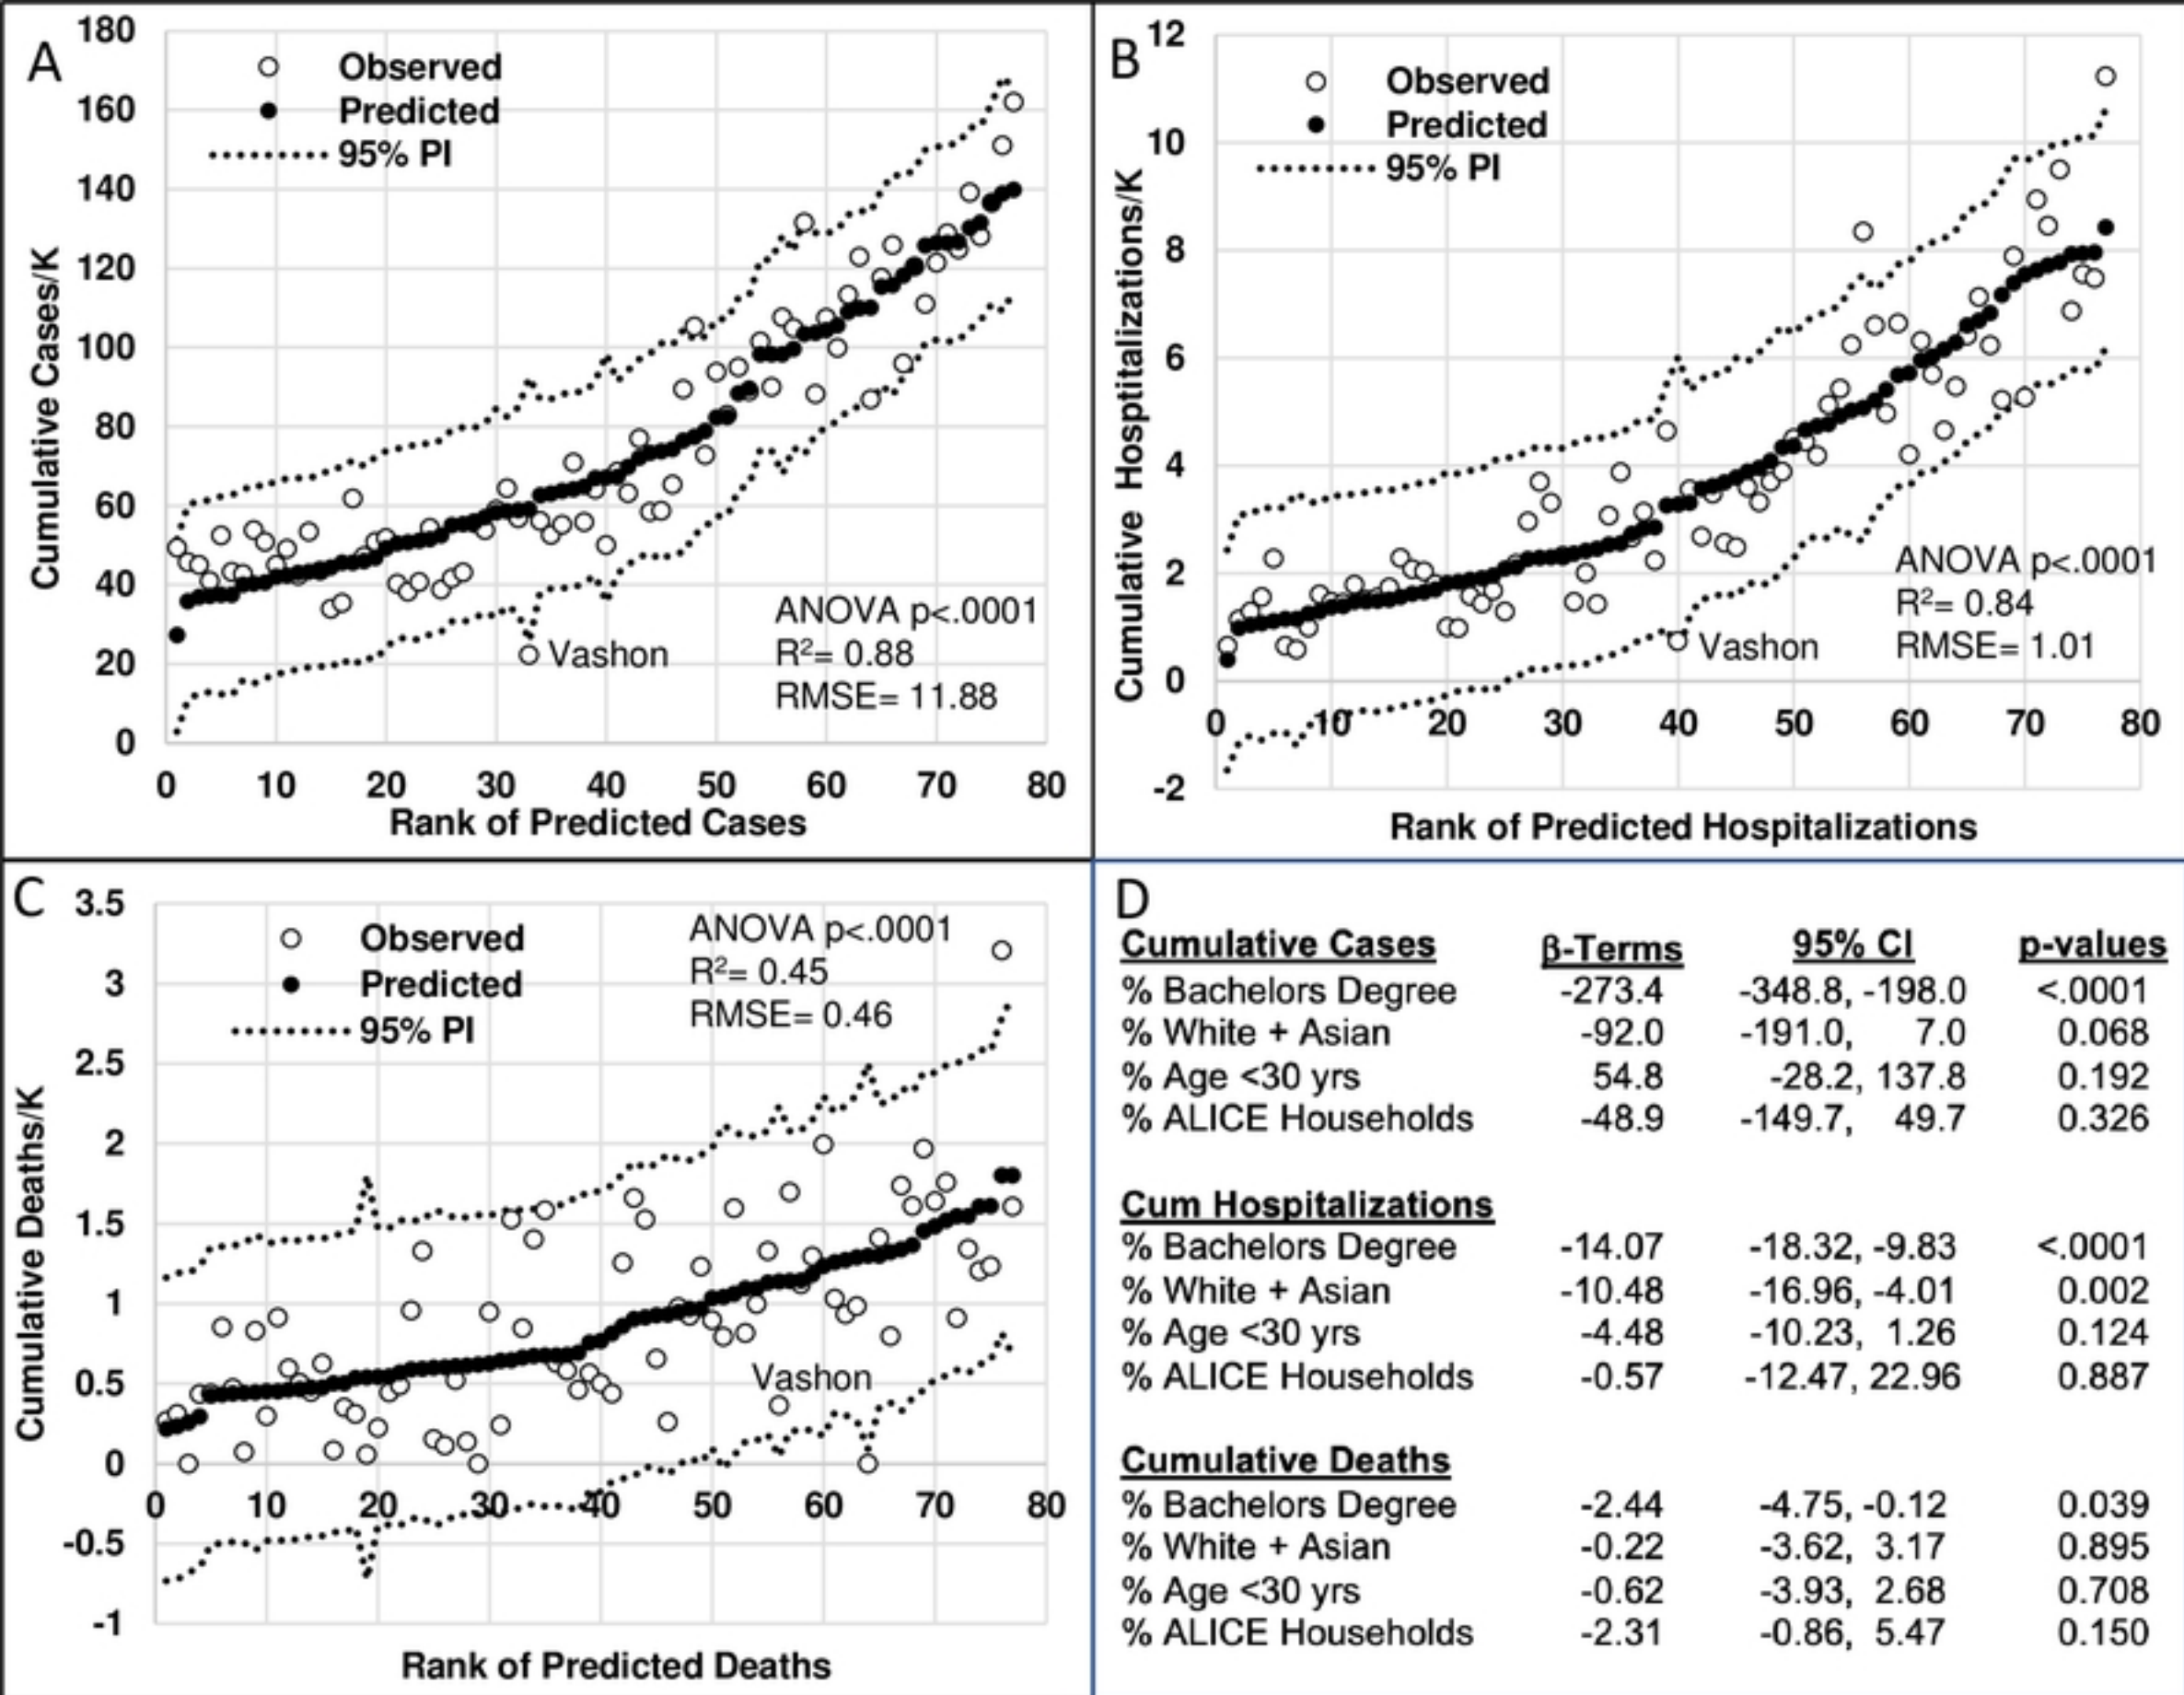 A
180
160
140
120
100
80
60
40
20
0
Cumulative Cases/K
Observed
Predicted
95% PI
Vashon
ANOVA p<.0001
R²= 0.88
RMSE= 11.88
0 10 20 30 40 50 60 70 80
Rank of Predicted Cases
B
12
10
8
6
4
2
0
-2
Cumulative Hosptitalizations/K
Observed
Predicted
95% PI
ANOVA p<.0001
R²= 0.84
RMSE= 1.01
Vashon
0 10 20 30 40 50 60 70 80
Rank of Predicted Hospitalizations
C
3.5
3
2.5
2
1.5
1
0.5
0
-0.5
-1
Cumulative Deaths/K
Observed
Predicted
95% PI
ANOVA p<.0001
R²= 0.45
RMSE= 0.46
Vashon
0 10 20 30 40 50 60 70 80
Rank of Predicted Deaths
D
Cumulative Cases β-Terms 95% CI p-values
% Bachelors Degree -273.4 -348.8, -198.0 <.0001
% White + Asian -92.0 -191.0, 7.0 0.068
% Age <30 yrs 54.8 -28.2, 137.8 0.192
% ALICE Households -48.9 -149.7, 49.7 0.326
Cum Hospitalizations
% Bachelors Degree -14.07 -18.32, -9.83 <.0001
% White + Asian -10.48 -16.96, -4.01 0.002
% Age <30 yrs -4.48 -10.23, 1.26 0.124
% ALICE Households -0.57 -12.47, 22.96 0.887
Cumulative Deaths
% Bachelors Degree -2.44 -4.75, -0.12 0.039
% White + Asian -0.22 -3.62, 3.17 0.895
% Age <30 yrs -0.62 -3.93, 2.68 0.708
% ALICE Households -2.31 -0.86, 5.47 0.150